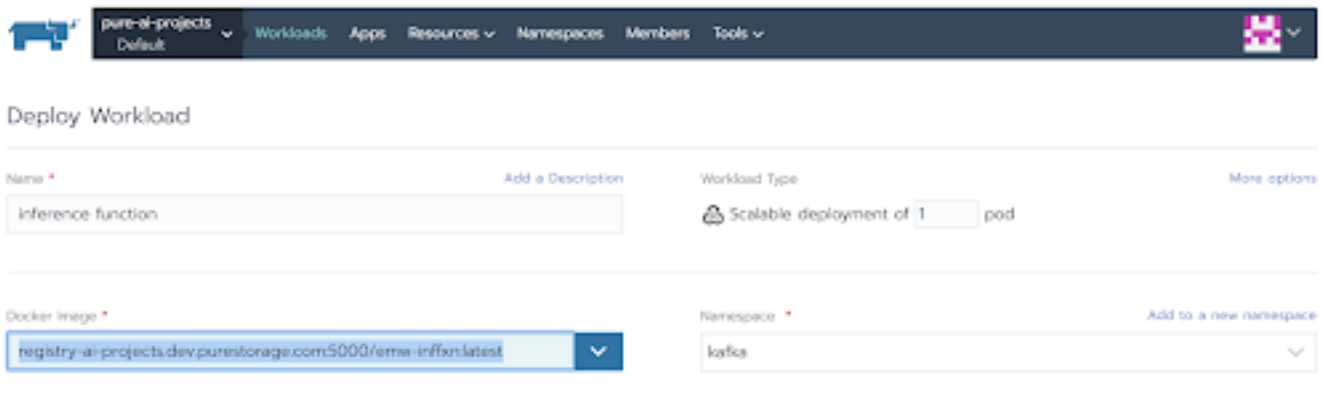 pure-ai-projects
Default
Workloads Apps Resources Namespaces Members Tools
Deploy Workload
Name * Add a Description
inference function
Workload Type More options
Scalable deployment of 1 pod
Docker Image *
registry-ai-projects.dev.purestorage.com:5000/emw-inffxn:latest
Namespace * Add to a new namespace
kafka